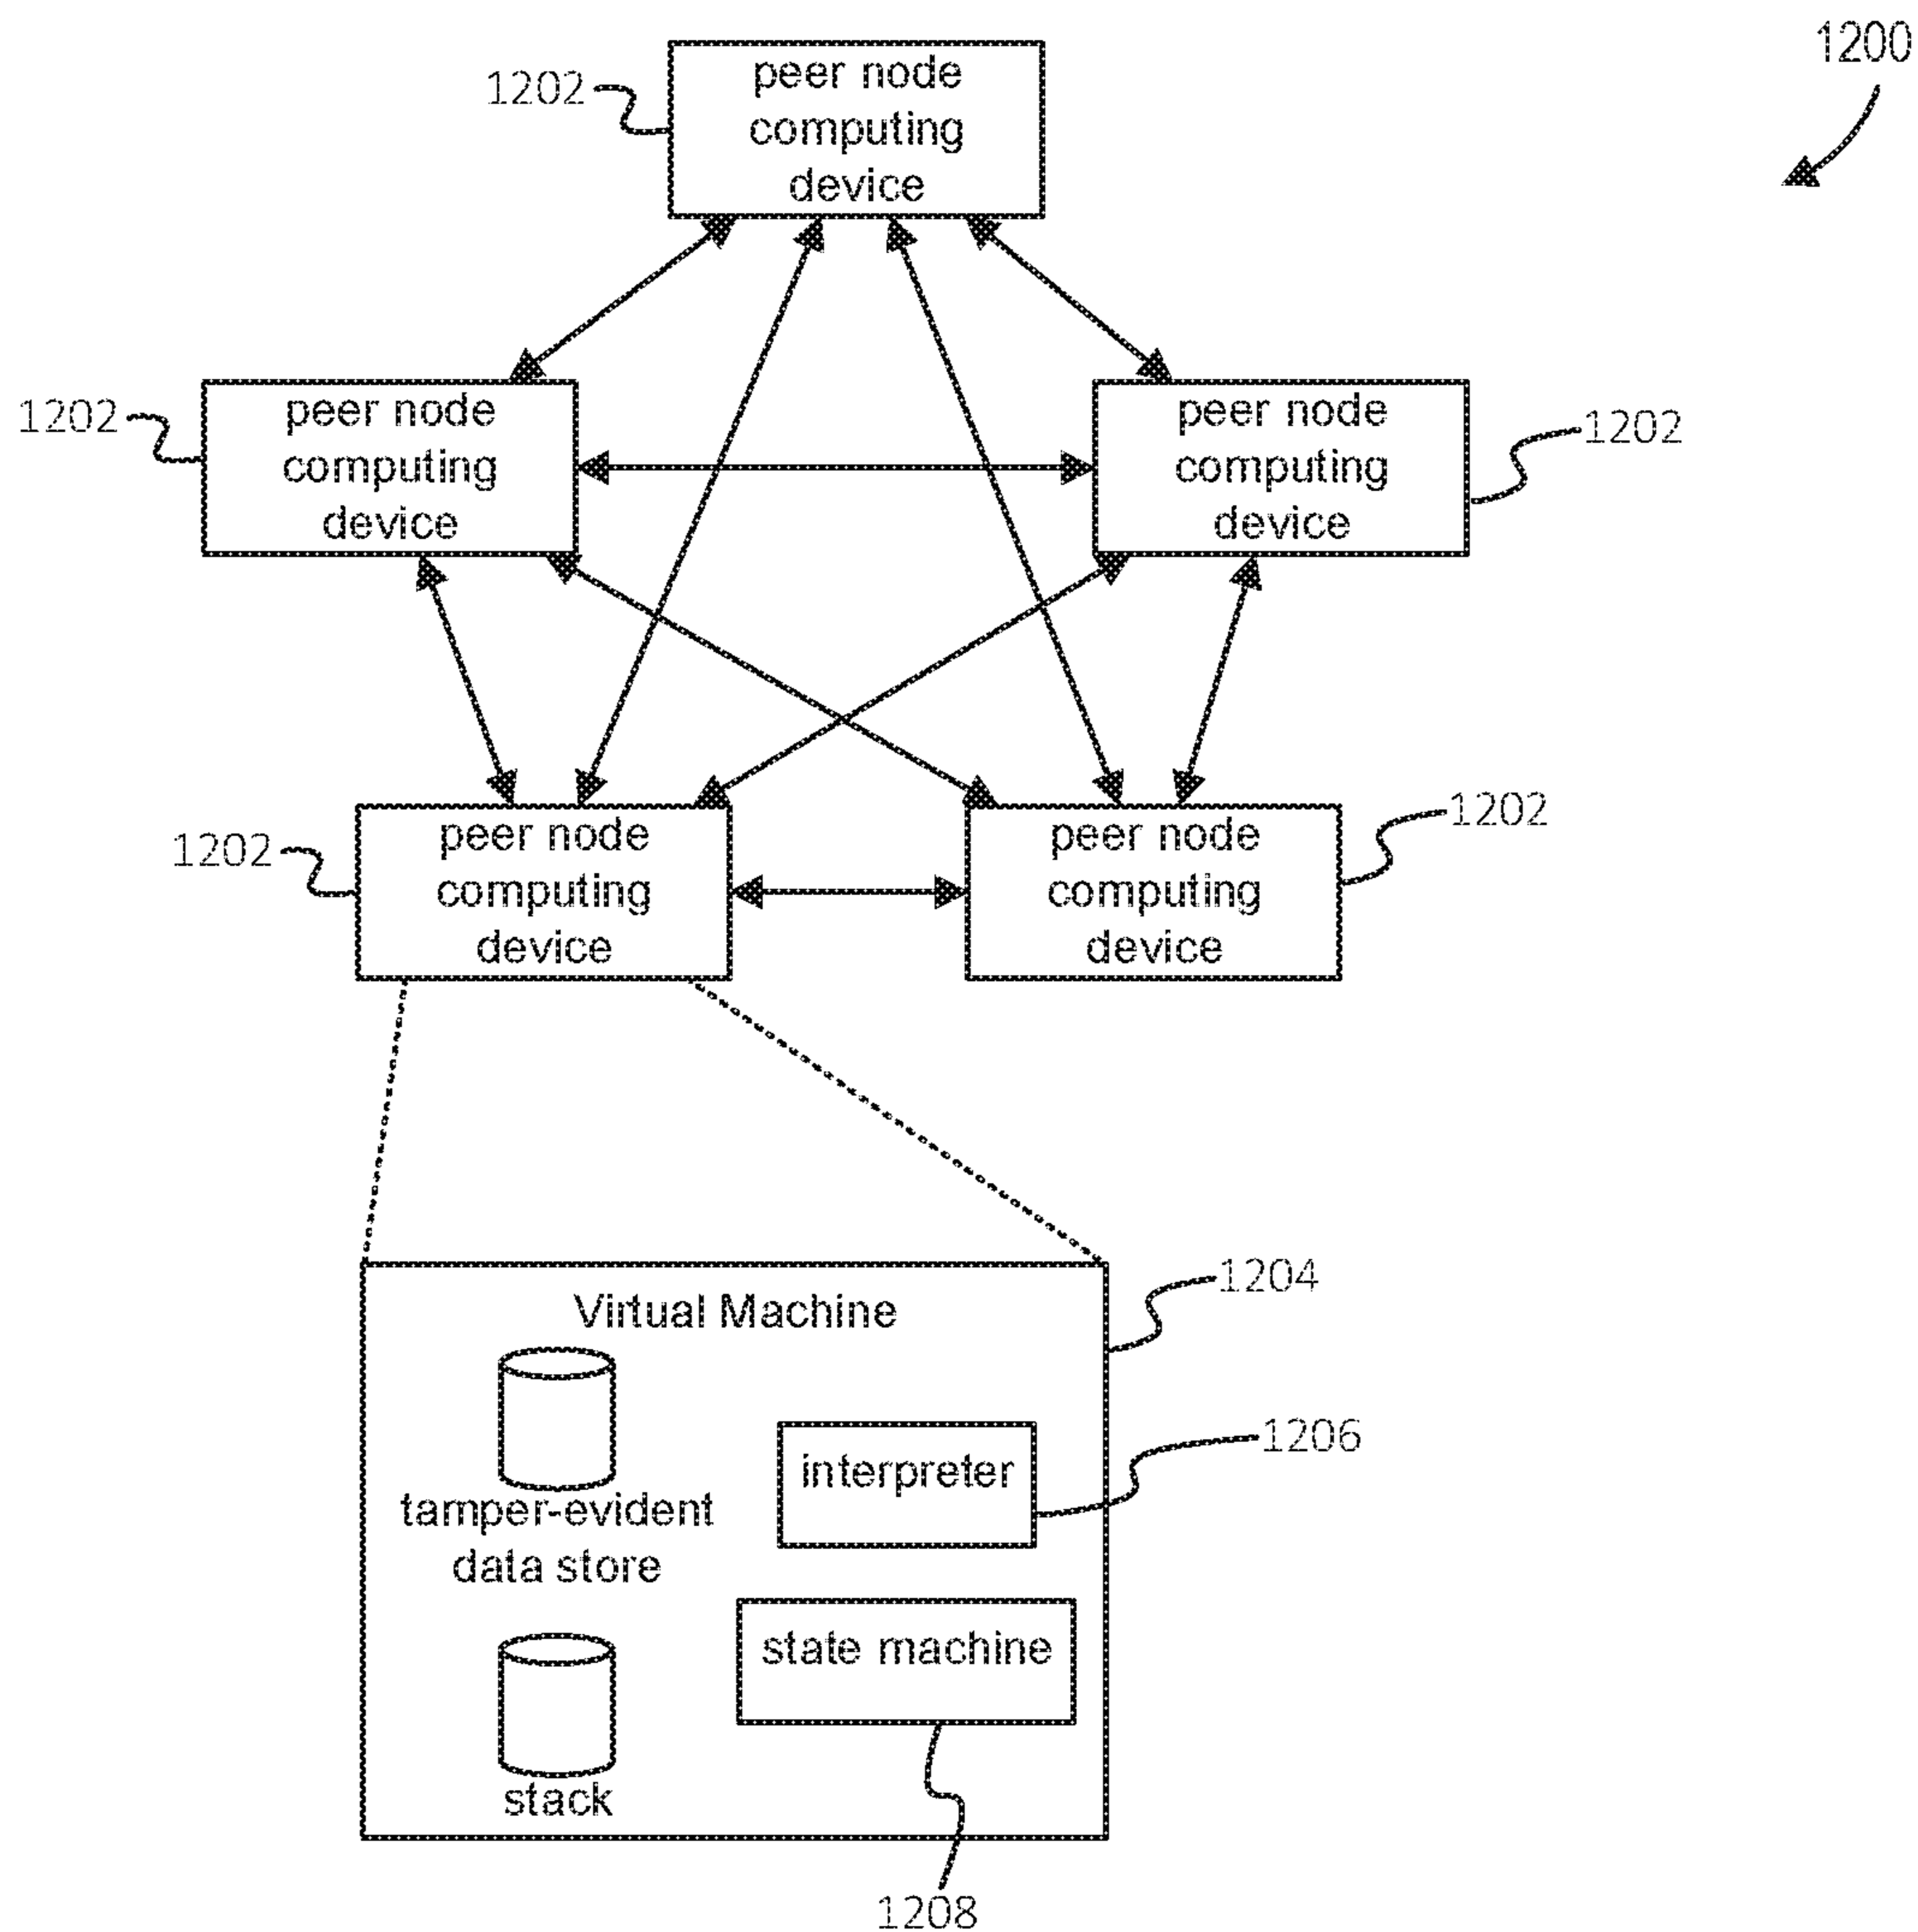 1200
1202
peer node
computing
device
1202
peer node
computing
device
peer node
computing
device
1202
1202
peer node
computing
device
peer node
computing
device
1202
Virtual Machine
1204
tamper-evident
data store
interpreter
1206
state machine
stack
1208